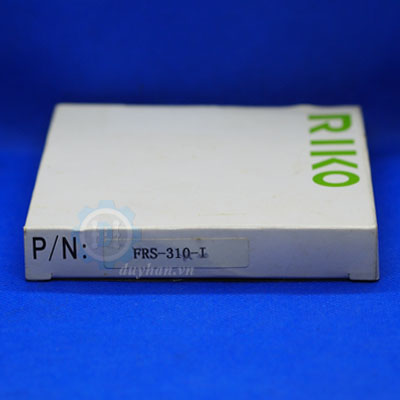 RIKO
P/N: FRS-310-I
duyhan.vn